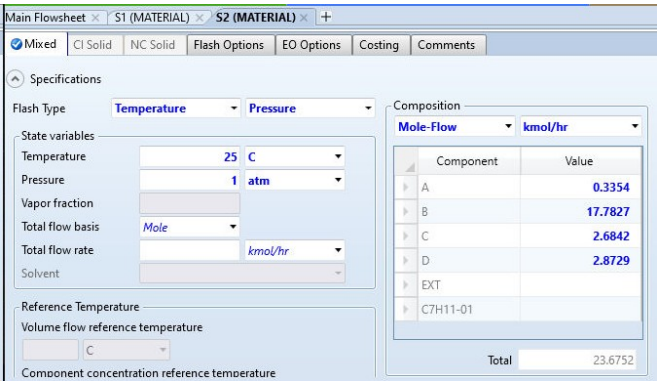 Main Flowsheet × S1 (MATERIAL) × S2 (MATERIAL) × +
Mixed CI Solid NC Solid Flash Options EO Options Costing Comments
Specifications
Flash Type Temperature Pressure
State variables
Temperature 25 C
Pressure 1 atm
Vapor fraction
Total flow basis Mole
Total flow rate kmol/hr
Solvent
Reference Temperature
Volume flow reference temperature
C
Component concentration reference temperature
Composition
Mole-Flow kmol/hr
Component Value
A 0.3354
B 17.7827
C 2.6842
D 2.8729
EXT
C7H11-01
Total 23.6752